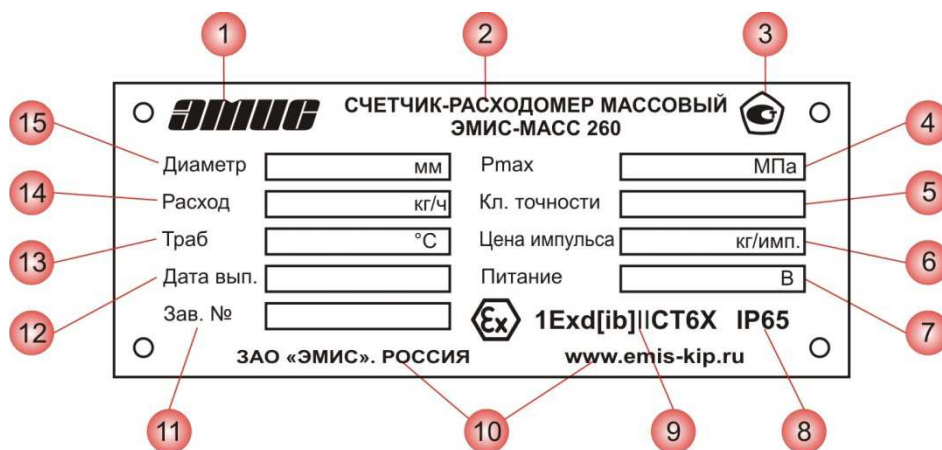 1 2 3
ЭМИС СЧЕТЧИК-РАСХОДОМЕР МАССОВЫЙ
ЭМИС-МАСС 260
15 4
Диаметр мм Pmax МПа
14 5
Расход кг/ч Кл. точности
13 6
Траб °C Цена импульса кг/имп.
12 7
Дата вып. Питание В
Зав. № Ex 1Exd[ib]IICT6X IP65
ЗАО «ЭМИС». РОССИЯ www.emis-kip.ru
11 10 9 8